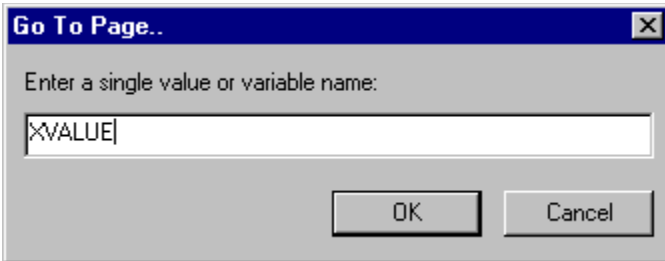 Go To Page..
Enter a single value or variable name:
XVALUE
OK Cancel